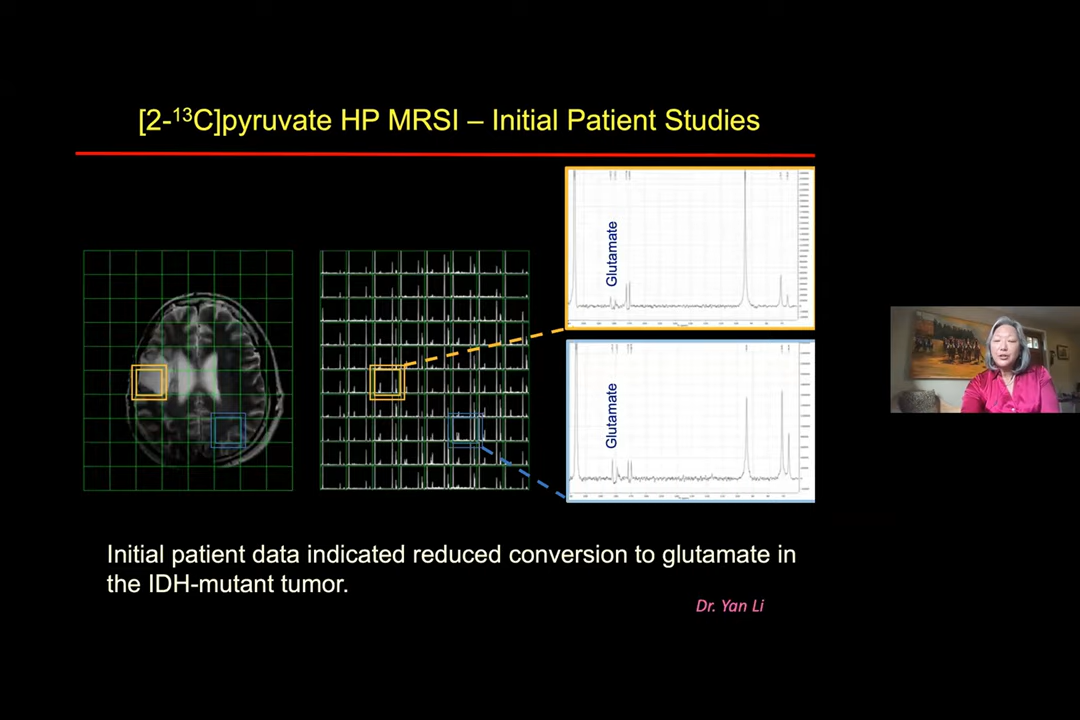 [2-¹³C]pyruvate HP MRSI – Initial Patient Studies
Glutamate
Glutamate
Initial patient data indicated reduced conversion to glutamate in
the IDH-mutant tumor.
Dr. Yan Li